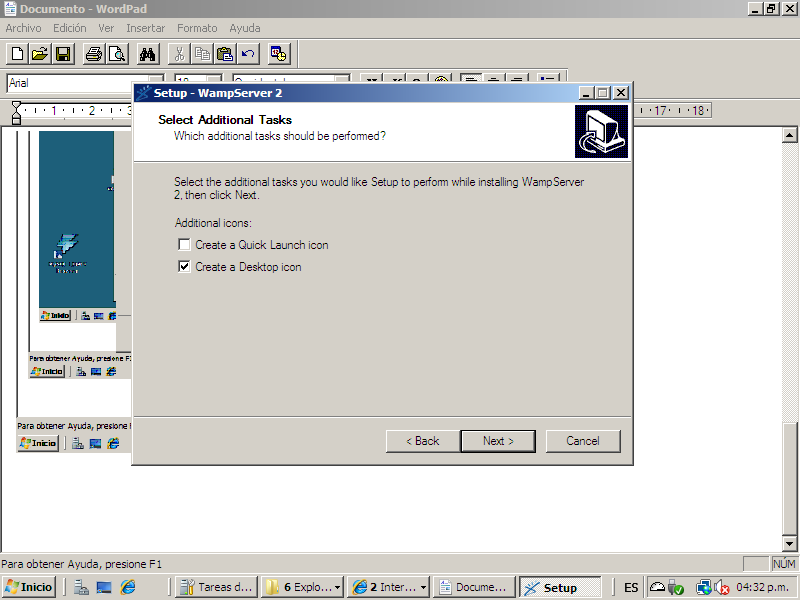 Documento - WordPad
Archivo Edición Ver Insertar Formato Ayuda
Arial
1 2 3 17 18
Setup - WampServer 2
Select Additional Tasks
Which additional tasks should be performed?
Select the additional tasks you would like Setup to perform while installing WampServer
2, then click Next.
Additional icons:
Create a Quick Launch icon
Create a Desktop icon
Inicio
Para obtener Ayuda, presione F1
Inicio
Para obtener Ayuda, presione
Inicio
< Back Next > Cancel
Para obtener Ayuda, presione F1 NÚM
Inicio Tareas d... 6 Explo... 2 Inter... Docume... Setup ES 04:32 p.m.